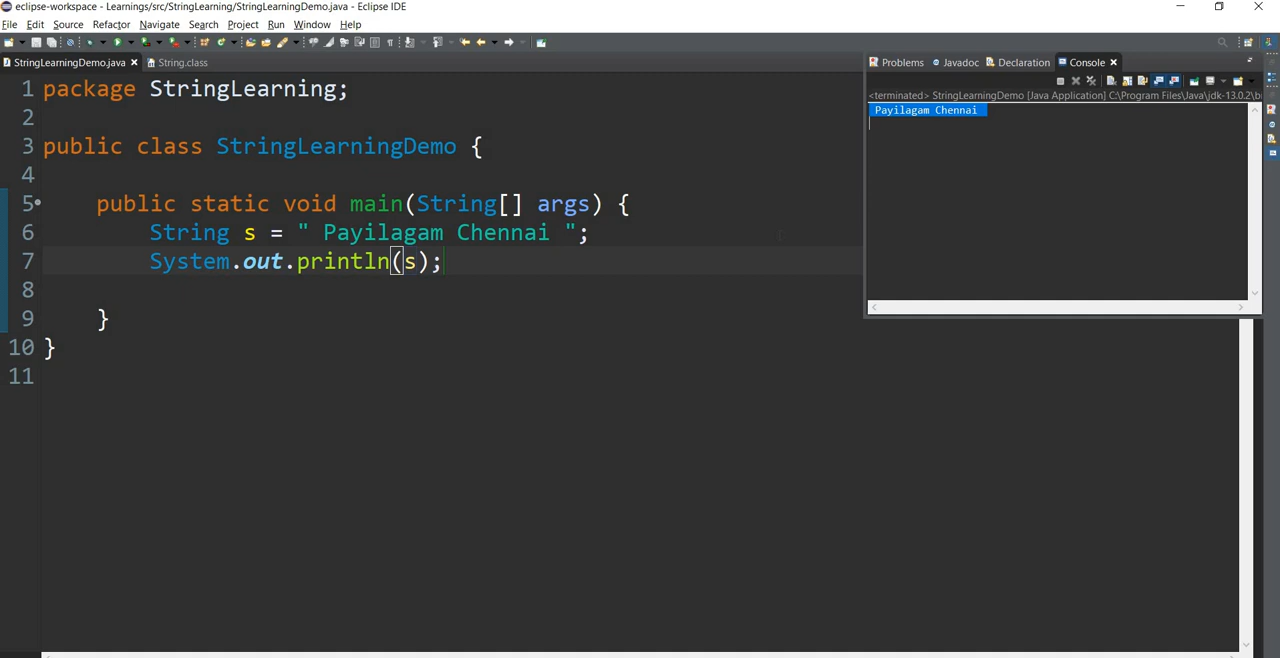 eclipse-workspace - Learnings/src/StringLearning/StringLearningDemo.java - Eclipse IDE
File Edit Source Refactor Navigate Search Project Run Window Help
StringLearningDemo.java String.class
Problems Javadoc Declaration Console
<terminated> StringLearningDemo [Java Application] C:\Program Files\Java\jdk-13.0.2\bi
Payilagam Chennai
1 package StringLearning;
2
3 public class StringLearningDemo {
4
5 public static void main(String[] args) {
6 String s = " Payilagam Chennai ";
7 System.out.println(s);
8
9 }
10 }
11